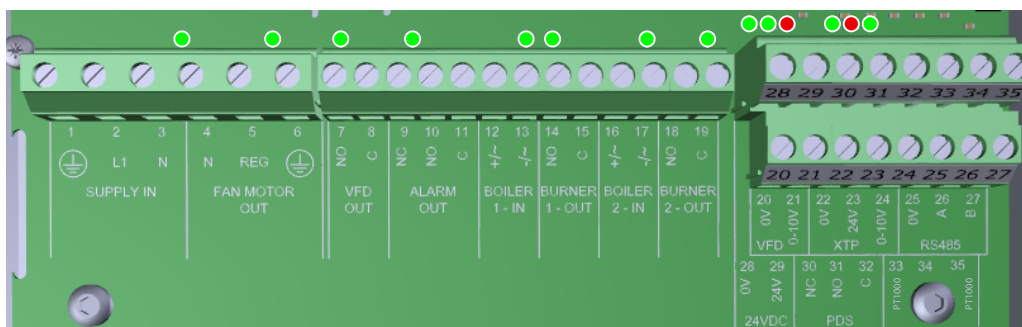 28 29 30 31 32 33 34 35
20 21 22 23 24 25 26 27
1 2 3 4 5 6 7 8 9 10 11 12 13 14 15 16 17 18 19
L1 N N REG NO C NC NO C +/~ -/~ NO C +/~ -/~ NO C
SUPPLY IN FAN MOTOR OUT VFD OUT ALARM OUT BOILER 1 - IN BURNER 1 - OUT BOILER 2 - IN BURNER 2 - OUT
20 21 22 23 24 25 26 27
0V 0-10V 0V 24V 0-10V 0V A B
VFD XTP RS485
28 29 30 31 32 33 34 35
0V 24V NC NO C PT1000 PT1000
24VDC PDS